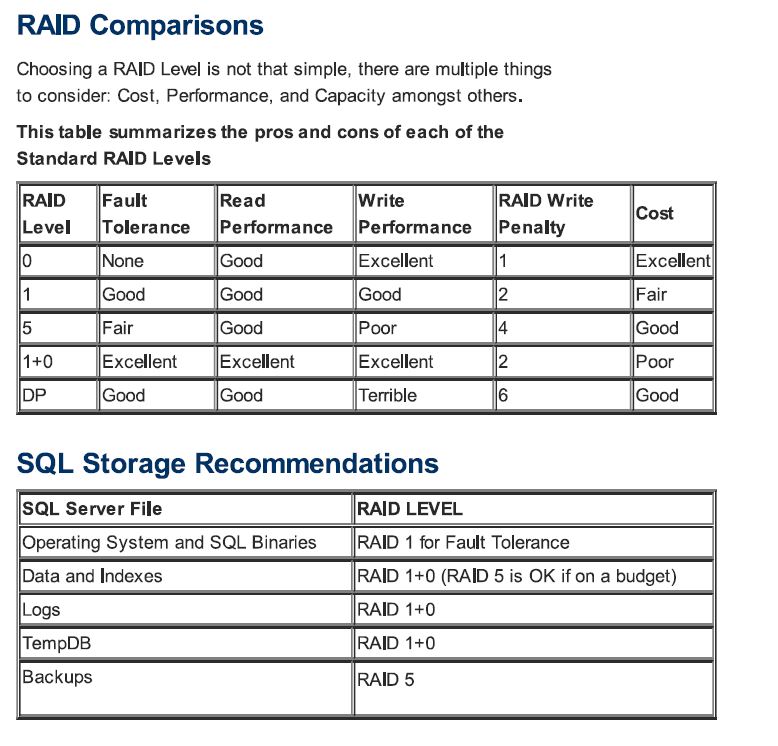 RAID Comparisons
Choosing a RAID Level is not that simple, there are multiple things
to consider: Cost, Performance, and Capacity amongst others.
This table summarizes the pros and cons of each of the
Standard RAID Levels
RAID Level Fault Tolerance Read Performance Write Performance RAID Write Penalty Cost
0 None Good Excellent 1 Excellent
1 Good Good Good 2 Fair
5 Fair Good Poor 4 Good
1+0 Excellent Excellent Excellent 2 Poor
DP Good Good Terrible 6 Good
SQL Storage Recommendations
SQL Server File RAID LEVEL
Operating System and SQL Binaries RAID 1 for Fault Tolerance
Data and Indexes RAID 1+0 (RAID 5 is OK if on a budget)
Logs RAID 1+0
TempDB RAID 1+0
Backups RAID 5